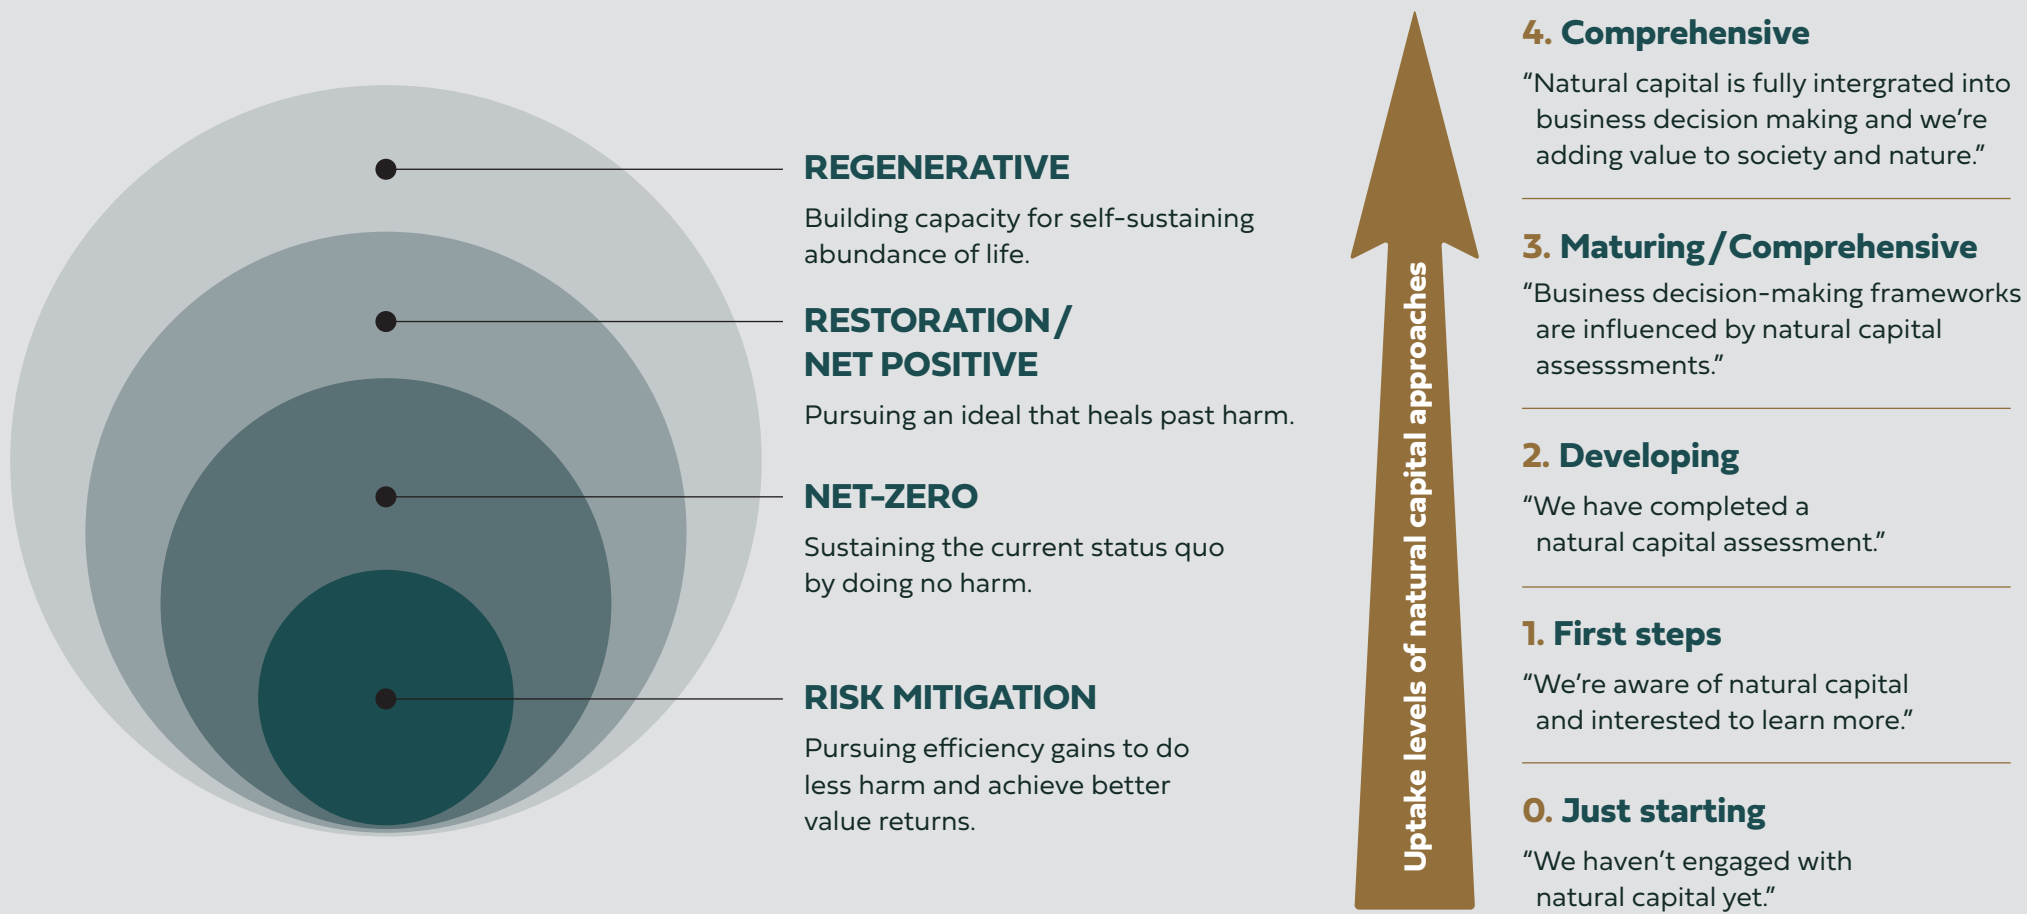 REGENERATIVE
Building capacity for self-sustaining
abundance of life.
RESTORATION/
NET POSITIVE
Pursuing an ideal that heals past harm.
NET-ZERO
Sustaining the current status quo
by doing no harm.
RISK MITIGATION
Pursuing efficiency gains to do
less harm and achieve better
value returns.
Uptake levels of natural capital approaches
4. Comprehensive
“Natural capital is fully intergrated into
business decision making and we’re
adding value to society and nature.”
3. Maturing/Comprehensive
“Business decision-making frameworks
are influenced by natural capital
assesssments.”
2. Developing
“We have completed a
natural capital assessment.”
1. First steps
“We’re aware of natural capital
and interested to learn more.”
0. Just starting
“We haven’t engaged with
natural capital yet.”